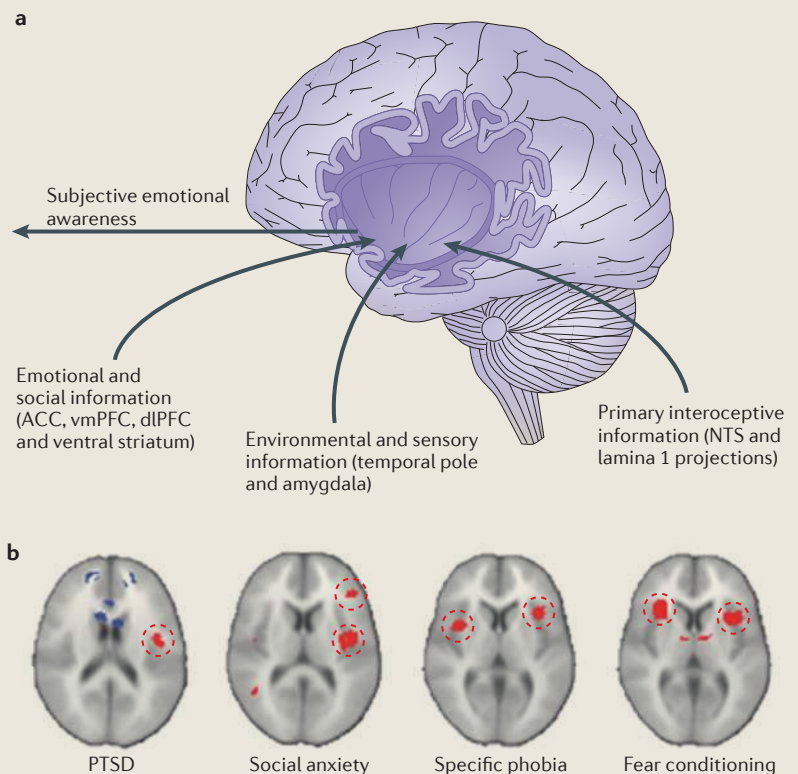 a
Subjective emotional
awareness
Emotional and
social information
(ACC, vmPFC, dlPFC
and ventral striatum)
Environmental and sensory
information (temporal pole
and amygdala)
Primary interoceptive
information (NTS and
lamina 1 projections)
b
PTSD
Social anxiety
Specific phobia
Fear conditioning